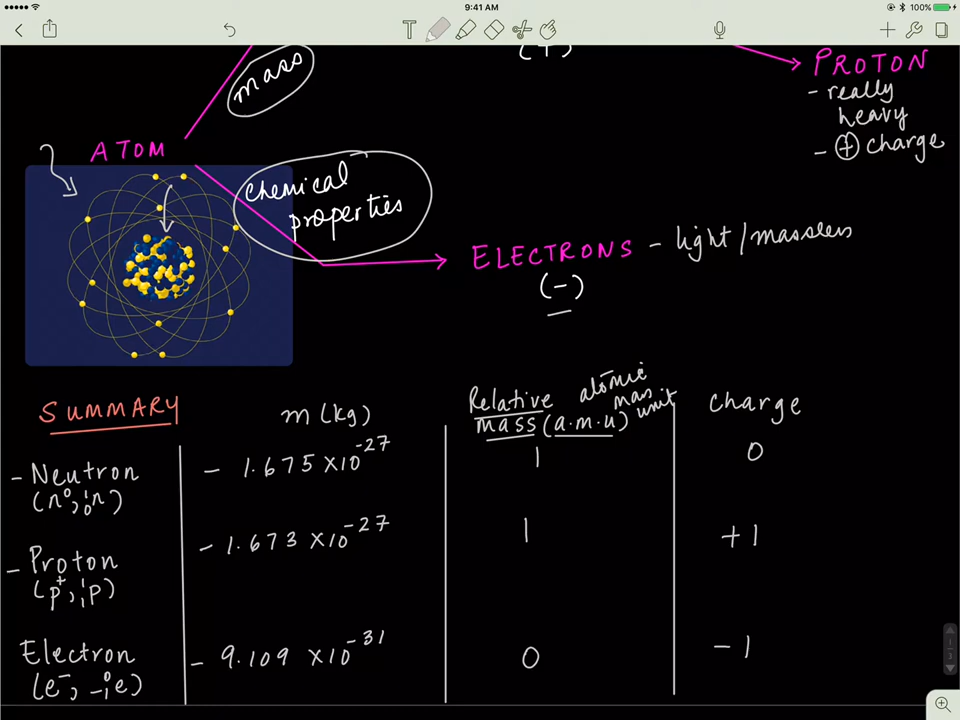 9:41 AM
100%
T
mass
(+)
PROTON
- really
heavy
- ⊕ charge
ATOM
chemical
properties
ELECTRONS - light/massless
(-)
SUMMARY
m (kg)
Relative atomic
mass (a.m.u) mass unit
charge
- Neutron
(n⁰, ¹₀n)
- 1.675 × 10⁻²⁷
1
0
- Proton
(p⁺, ¹₁p)
- 1.673 × 10⁻²⁷
1
+1
Electron
(e⁻, ⁰₋₁e)
- 9.109 × 10⁻³¹
0
-1